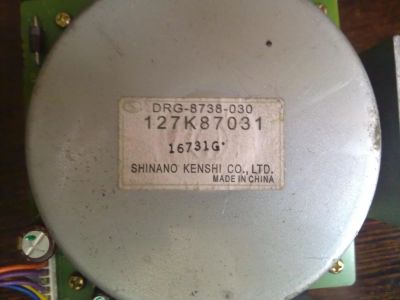 DRG-8738-030
127K87031
16731G
SHINANO KENSHI CO.,LTD.
MADE IN CHINA